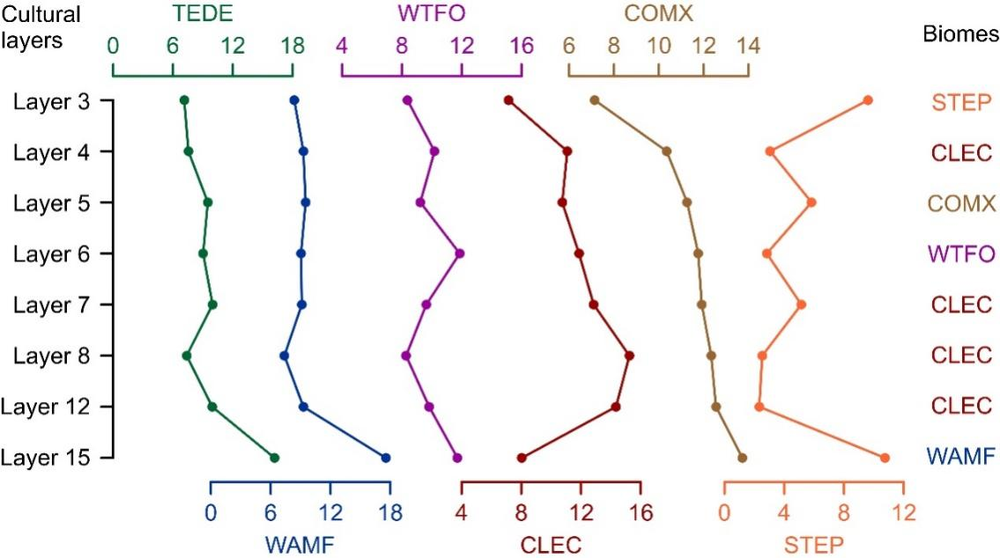 Cultural
layers
TEDE
WTFO
COMX
Biomes
0 6 12 18
4 8 12 16
6 8 10 12 14
Layer 3
STEP
Layer 4
CLEC
Layer 5
COMX
Layer 6
WTFO
Layer 7
CLEC
Layer 8
CLEC
Layer 12
CLEC
Layer 15
WAMF
0 6 12 18
4 8 12 16
0 4 8 12
WAMF
CLEC
STEP